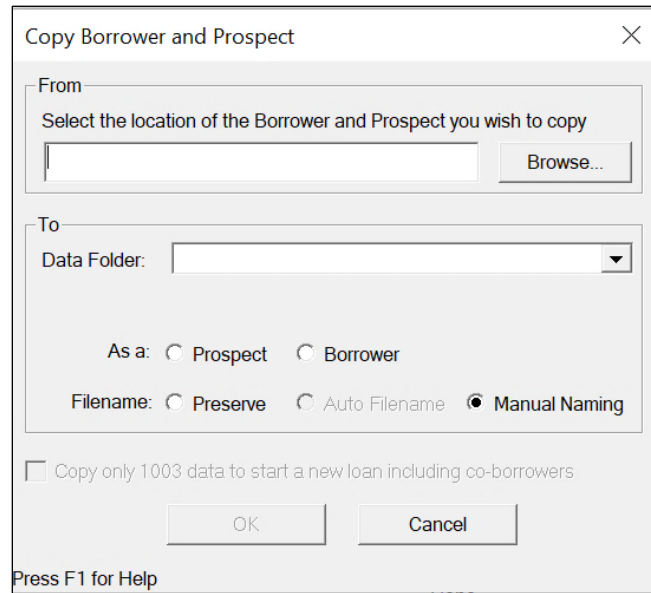 Copy Borrower and Prospect
From
Select the location of the Borrower and Prospect you wish to copy
Browse...
To
Data Folder:
As a: Prospect Borrower
Filename: Preserve Auto Filename Manual Naming
Copy only 1003 data to start a new loan including co-borrowers
OK Cancel
Press F1 for Help